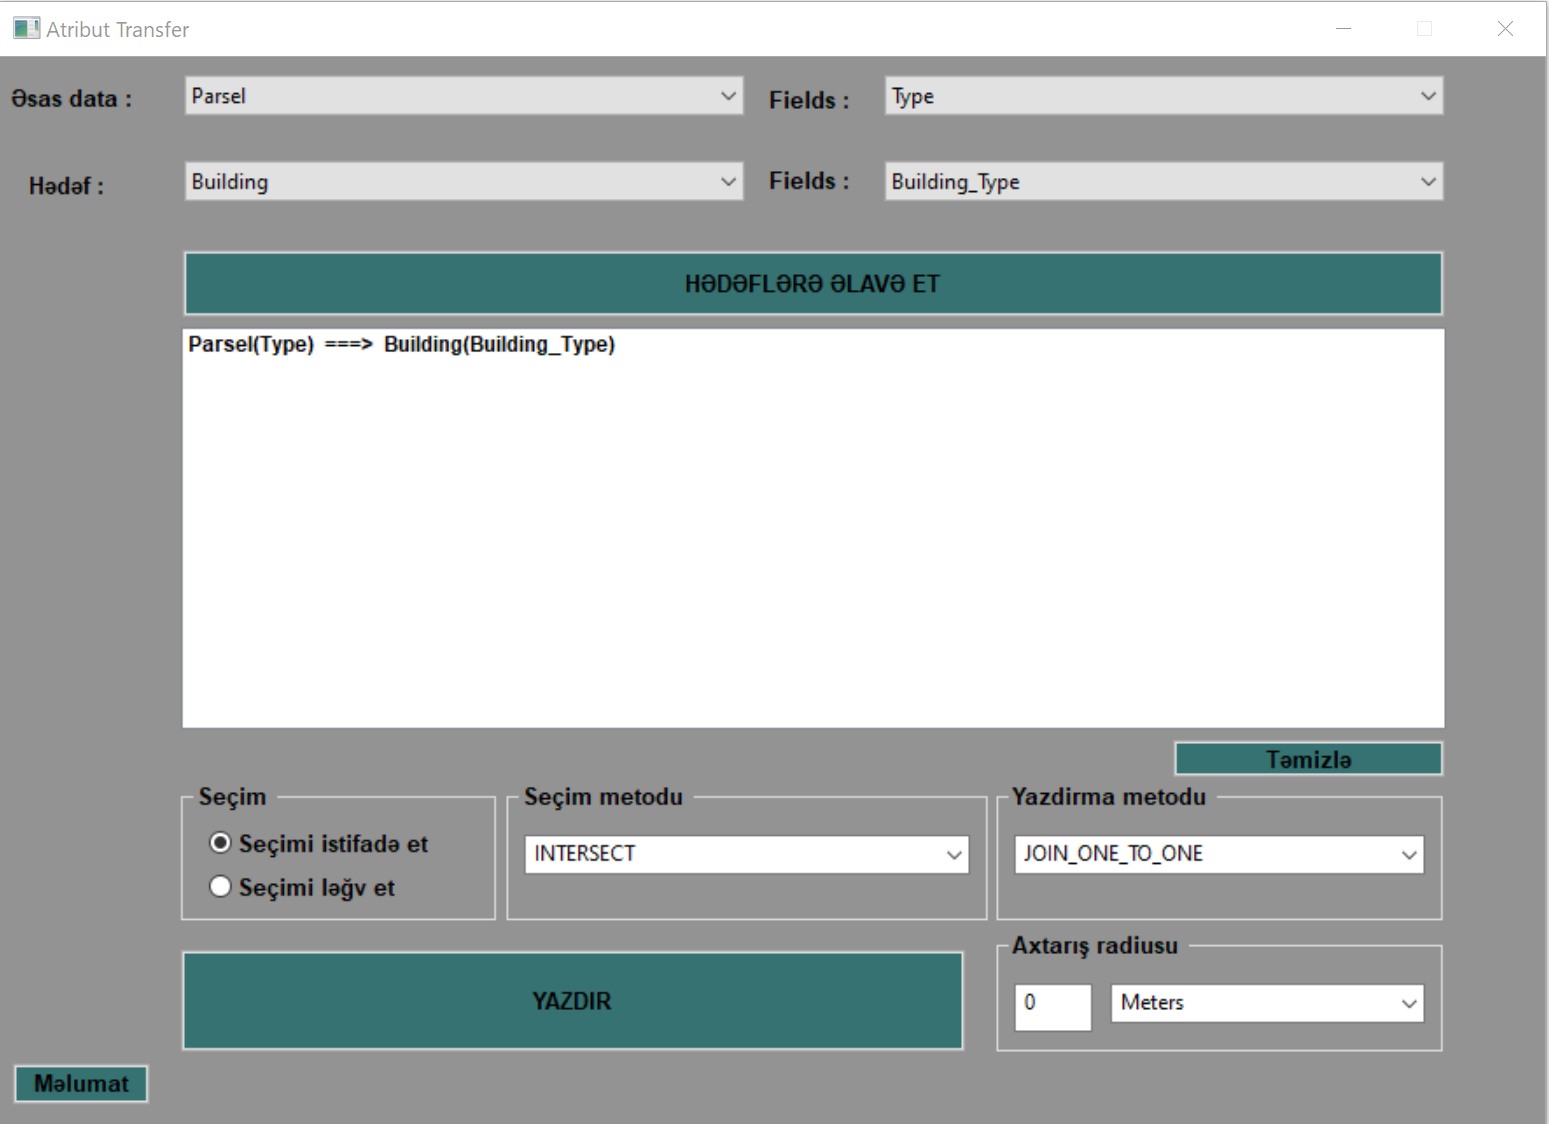 Atribut Transfer
Əsas data :
Parsel
Fields :
Type
Hədəf :
Building
Fields :
Building_Type
HƏDƏFLƏRƏ ƏLAVƏ ET
Parsel(Type) ===> Building(Building_Type)
Təmizlə
Seçim
Seçimi istifadə et
Seçimi ləğv et
Seçim metodu
INTERSECT
Yazdirma metodu
JOIN_ONE_TO_ONE
YAZDIR
Axtarış radiusu
0
Meters
Məlumat